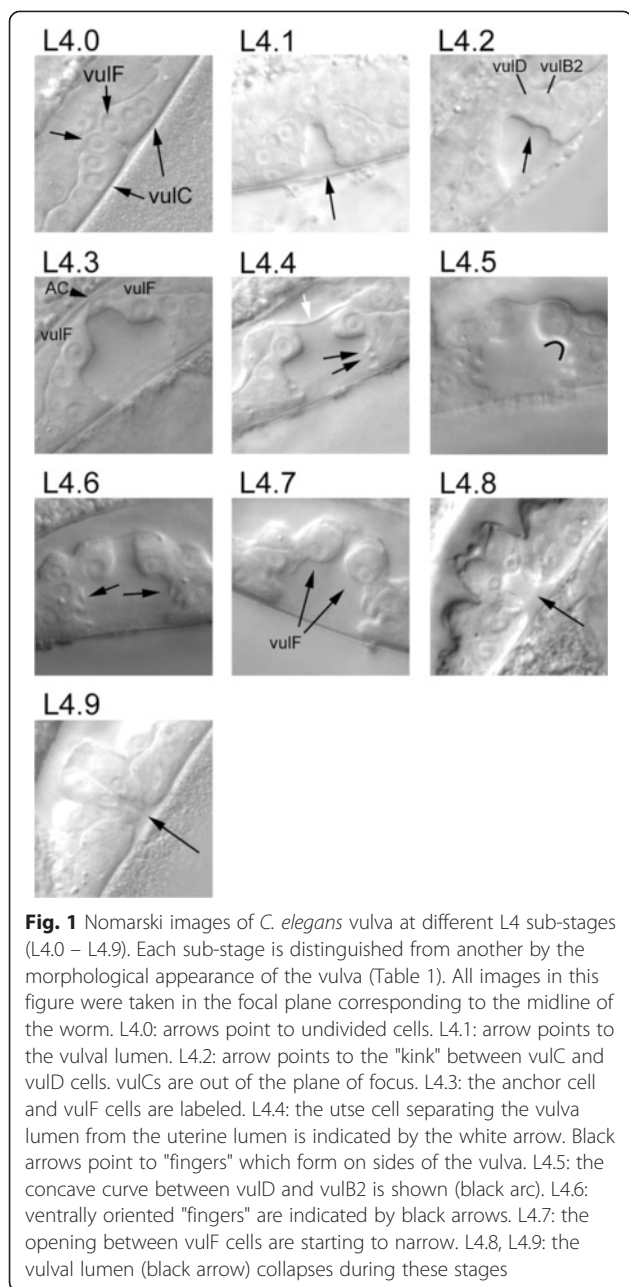 L4.0 L4.1 L4.2
vulF
vulC
vulD vulB2
L4.3 L4.4 L4.5
AC vulF
vulF
L4.6 L4.7 L4.8
vulF
L4.9
Fig. 1 Nomarski images of C. elegans vulva at different L4 sub-stages
(L4.0 – L4.9). Each sub-stage is distinguished from another by the
morphological appearance of the vulva (Table 1). All images in this
figure were taken in the focal plane corresponding to the midline of
the worm. L4.0: arrows point to undivided cells. L4.1: arrow points to
the vulval lumen. L4.2: arrow points to the "kink" between vulC and
vulD cells. vulCs are out of the plane of focus. L4.3: the anchor cell
and vulF cells are labeled. L4.4: the utse cell separating the vulva
lumen from the uterine lumen is indicated by the white arrow. Black
arrows point to "fingers" which form on sides of the vulva. L4.5: the
concave curve between vulD and vulB2 is shown (black arc). L4.6:
ventrally oriented "fingers" are indicated by black arrows. L4.7: the
opening between vulF cells are starting to narrow. L4.8, L4.9: the
vulval lumen (black arrow) collapses during these stages